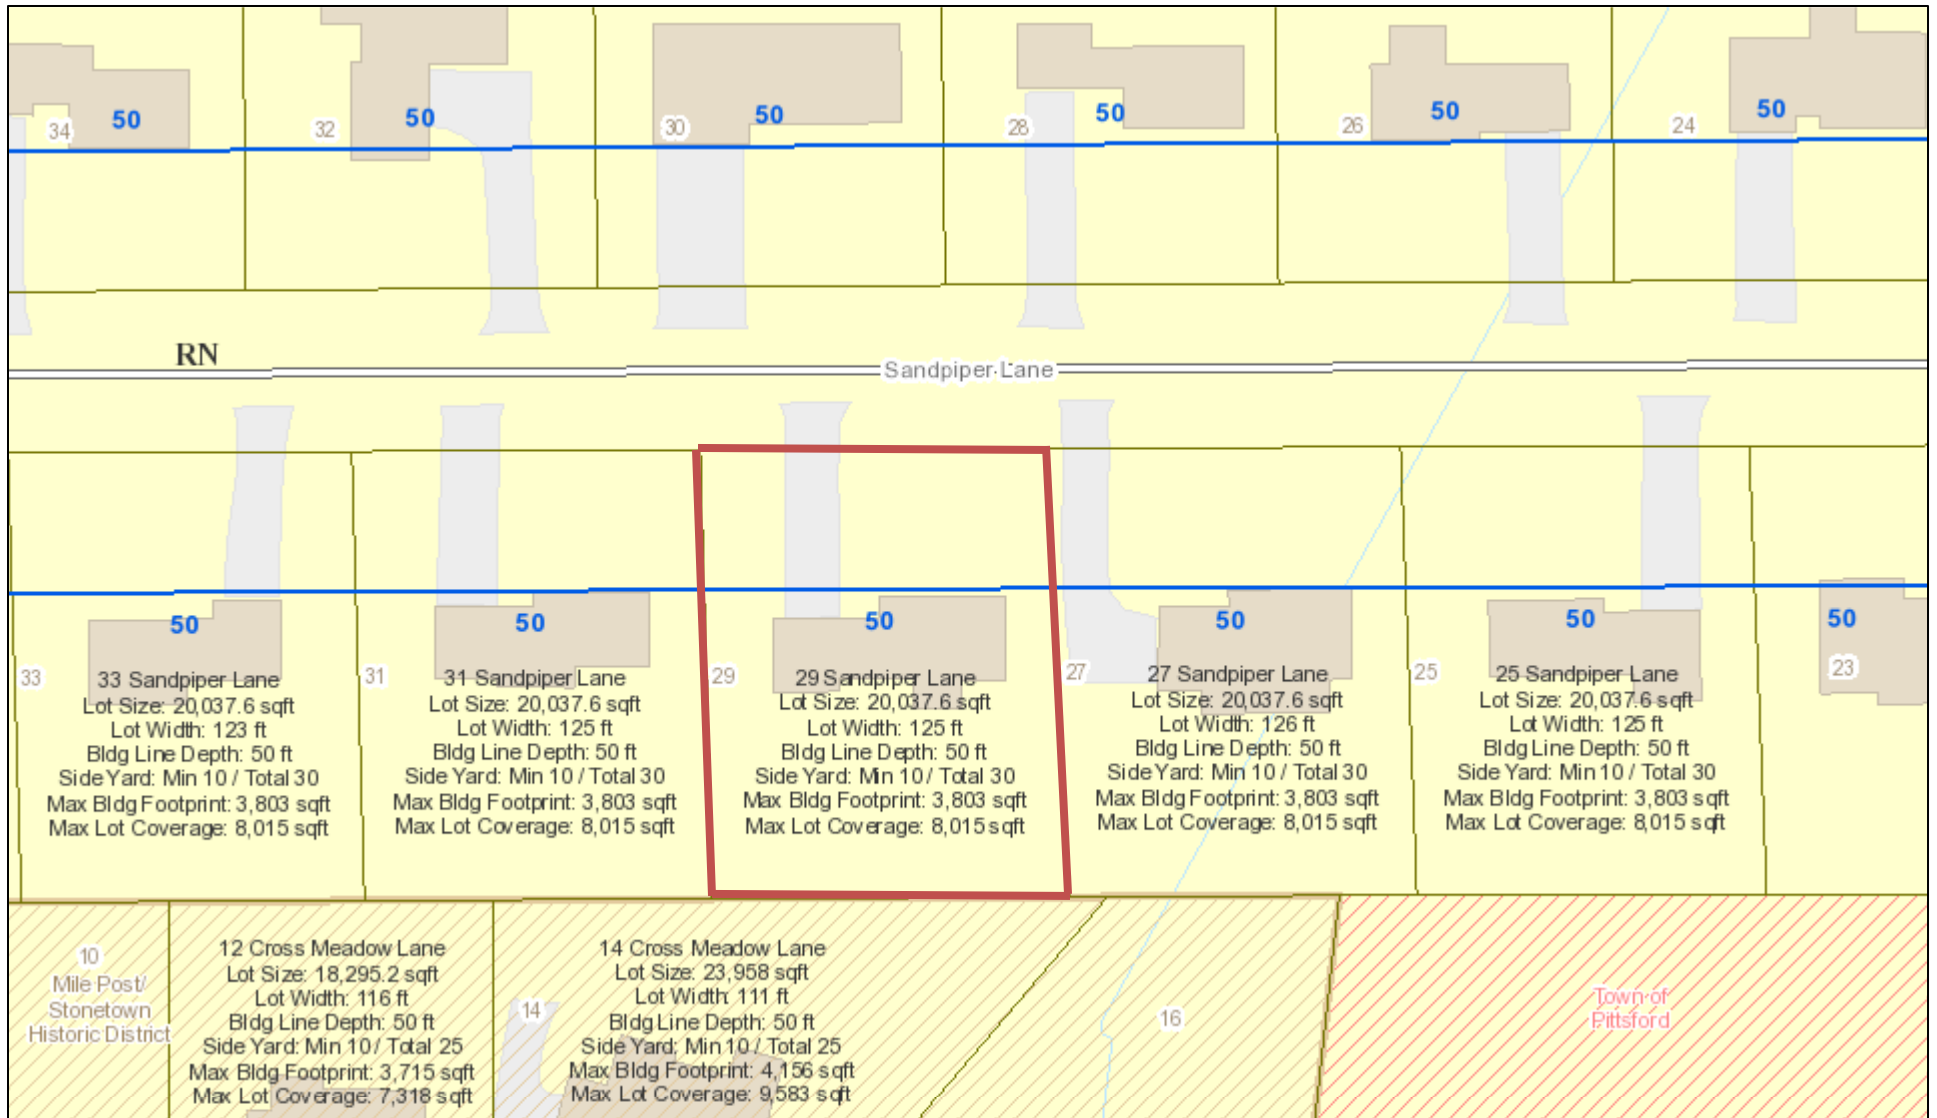 34
50
32
50
30
50
28
50
26
50
24
50
RN
Sandpiper Lane
33
50
33 Sandpiper Lane
Lot Size: 20,037.6 sqft
Lot Width: 123 ft
Bldg Line Depth: 50 ft
Side Yard: Min 10 / Total 30
Max Bldg Footprint: 3,803 sqft
Max Lot Coverage: 8,015 sqft
31
50
31 Sandpiper Lane
Lot Size: 20,037.6 sqft
Lot Width: 125 ft
Bldg Line Depth: 50 ft
Side Yard: Min 10 / Total 30
Max Bldg Footprint: 3,803 sqft
Max Lot Coverage: 8,015 sqft
29
50
29 Sandpiper Lane
Lot Size: 20,037.6 sqft
Lot Width: 125 ft
Bldg Line Depth: 50 ft
Side Yard: Min 10 / Total 30
Max Bldg Footprint: 3,803 sqft
Max Lot Coverage: 8,015 sqft
27
50
27 Sandpiper Lane
Lot Size: 20,037.6 sqft
Lot Width: 126 ft
Bldg Line Depth: 50 ft
Side Yard: Min 10 / Total 30
Max Bldg Footprint: 3,803 sqft
Max Lot Coverage: 8,015 sqft
25
50
25 Sandpiper Lane
Lot Size: 20,037.6 sqft
Lot Width: 125 ft
Bldg Line Depth: 50 ft
Side Yard: Min 10 / Total 30
Max Bldg Footprint: 3,803 sqft
Max Lot Coverage: 8,015 sqft
50
23
10
Mile Post/
Stonetown
Historic District
12 Cross Meadow Lane
Lot Size: 18,295.2 sqft
Lot Width: 116 ft
Bldg Line Depth: 50 ft
Side Yard: Min 10 / Total 25
Max Bldg Footprint: 3,715 sqft
Max Lot Coverage: 7,318 sqft
14
14 Cross Meadow Lane
Lot Size: 23,958 sqft
Lot Width: 111 ft
Bldg Line Depth: 50 ft
Side Yard: Min 10 / Total 25
Max Bldg Footprint: 4,156 sqft
Max Lot Coverage: 9,583 sqft
16
Town of
Pittsford